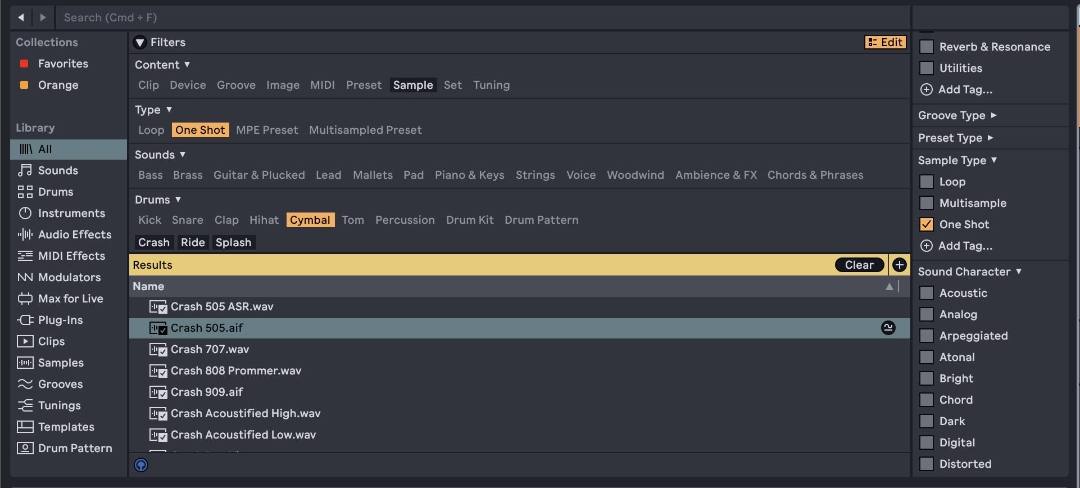 Search (Cmd + F)
Collections
Favorites
Orange
Library
All
Sounds
Drums
Instruments
Audio Effects
MIDI Effects
Modulators
Max for Live
Plug-Ins
Clips
Samples
Grooves
Tunings
Templates
Drum Pattern
Filters
Edit
Content
Clip Device Groove Image MIDI Preset Sample Set Tuning
Type
Loop One Shot MPE Preset Multisampled Preset
Sounds
Bass Brass Guitar & Plucked Lead Mallets Pad Piano & Keys Strings Voice Woodwind Ambience & FX Chords & Phrases
Drums
Kick Snare Clap Hihat Cymbal Tom Percussion Drum Kit Drum Pattern
Crash Ride Splash
Results Clear
Name
Crash 505 ASR.wav
Crash 505.aif
Crash 707.wav
Crash 808 Prommer.wav
Crash 909.aif
Crash Acoustified High.wav
Crash Acoustified Low.wav
Reverb & Resonance
Utilities
Add Tag...
Groove Type
Preset Type
Sample Type
Loop
Multisample
One Shot
Add Tag...
Sound Character
Acoustic
Analog
Arpeggiated
Atonal
Bright
Chord
Dark
Digital
Distorted